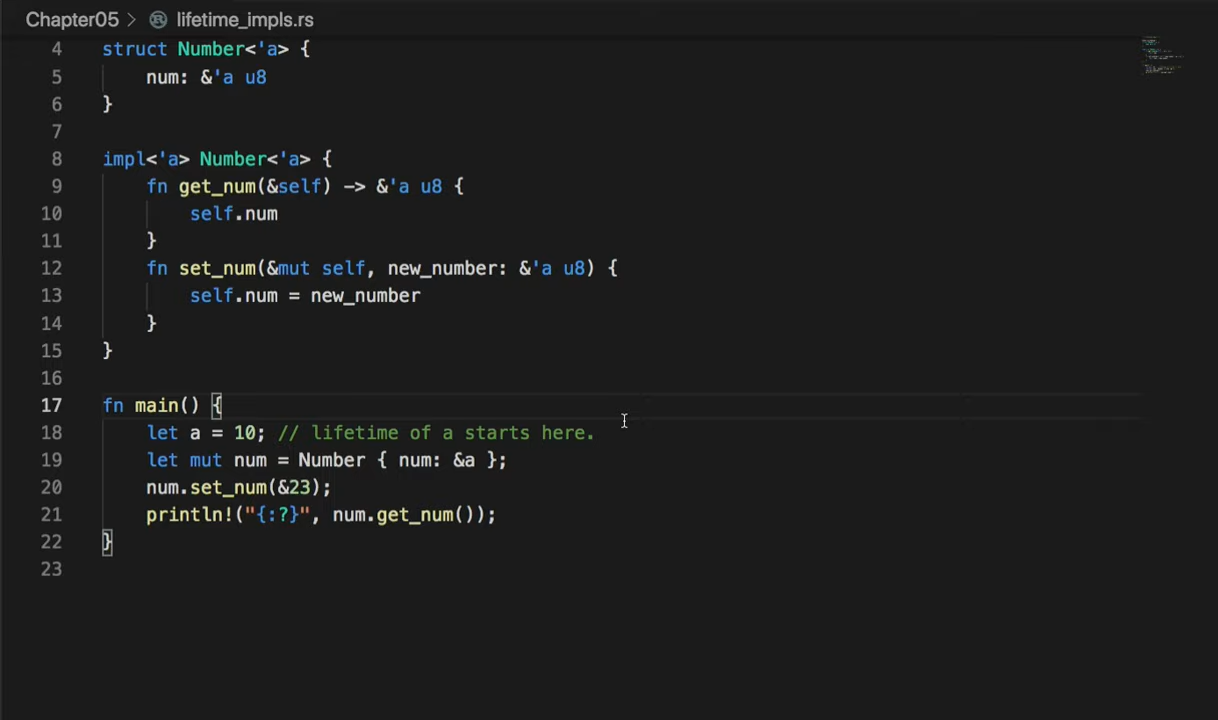 Chapter05 > lifetime_impls.rs
4 struct Number<'a> {
5 num: &'a u8
6 }
7
8 impl<'a> Number<'a> {
9 fn get_num(&self) -> &'a u8 {
10 self.num
11 }
12 fn set_num(&mut self, new_number: &'a u8) {
13 self.num = new_number
14 }
15 }
16
17 fn main() {
18 let a = 10; // lifetime of a starts here.
19 let mut num = Number { num: &a };
20 num.set_num(&23);
21 println!("{:?}", num.get_num());
22 }
23